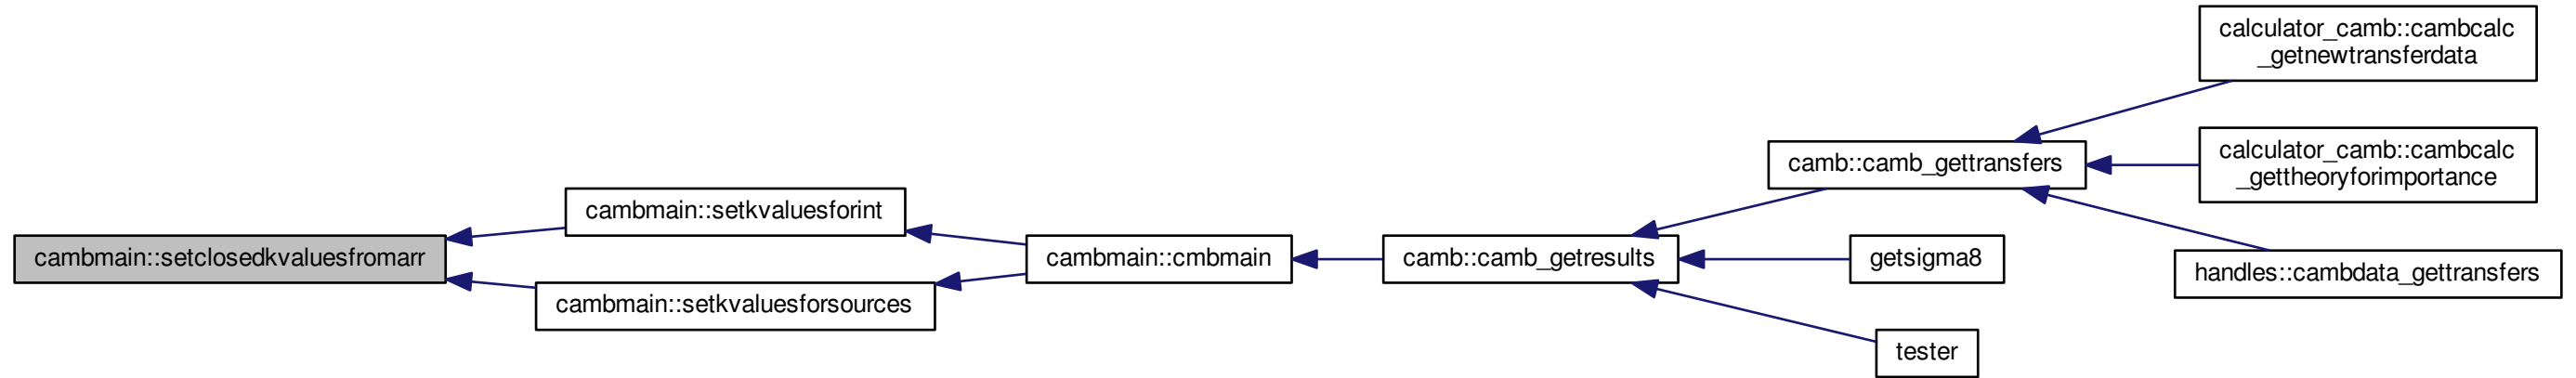 cambmain::setclosedkvaluesfromarr
cambmain::setkvaluesforint
cambmain::setkvaluesforsources
cambmain::cmbmain
camb::camb_getresults
camb::camb_gettransfers
getsigma8
tester
calculator_camb::cambcalc
_getnewtransferdata
calculator_camb::cambcalc
_gettheoryforimportance
handles::cambdata_gettransfers